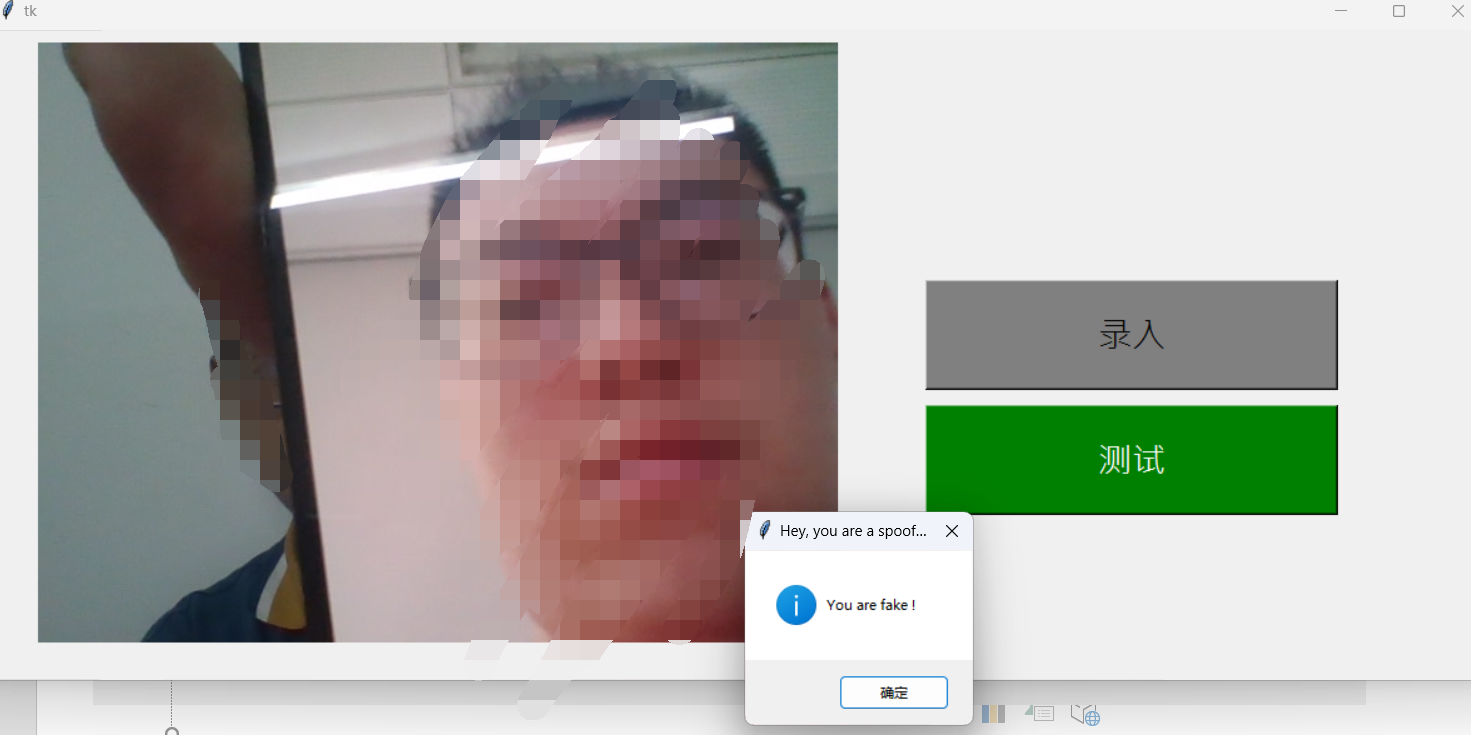 tk
录入
测试
Hey, you are a spoof...
You are fake !
确定